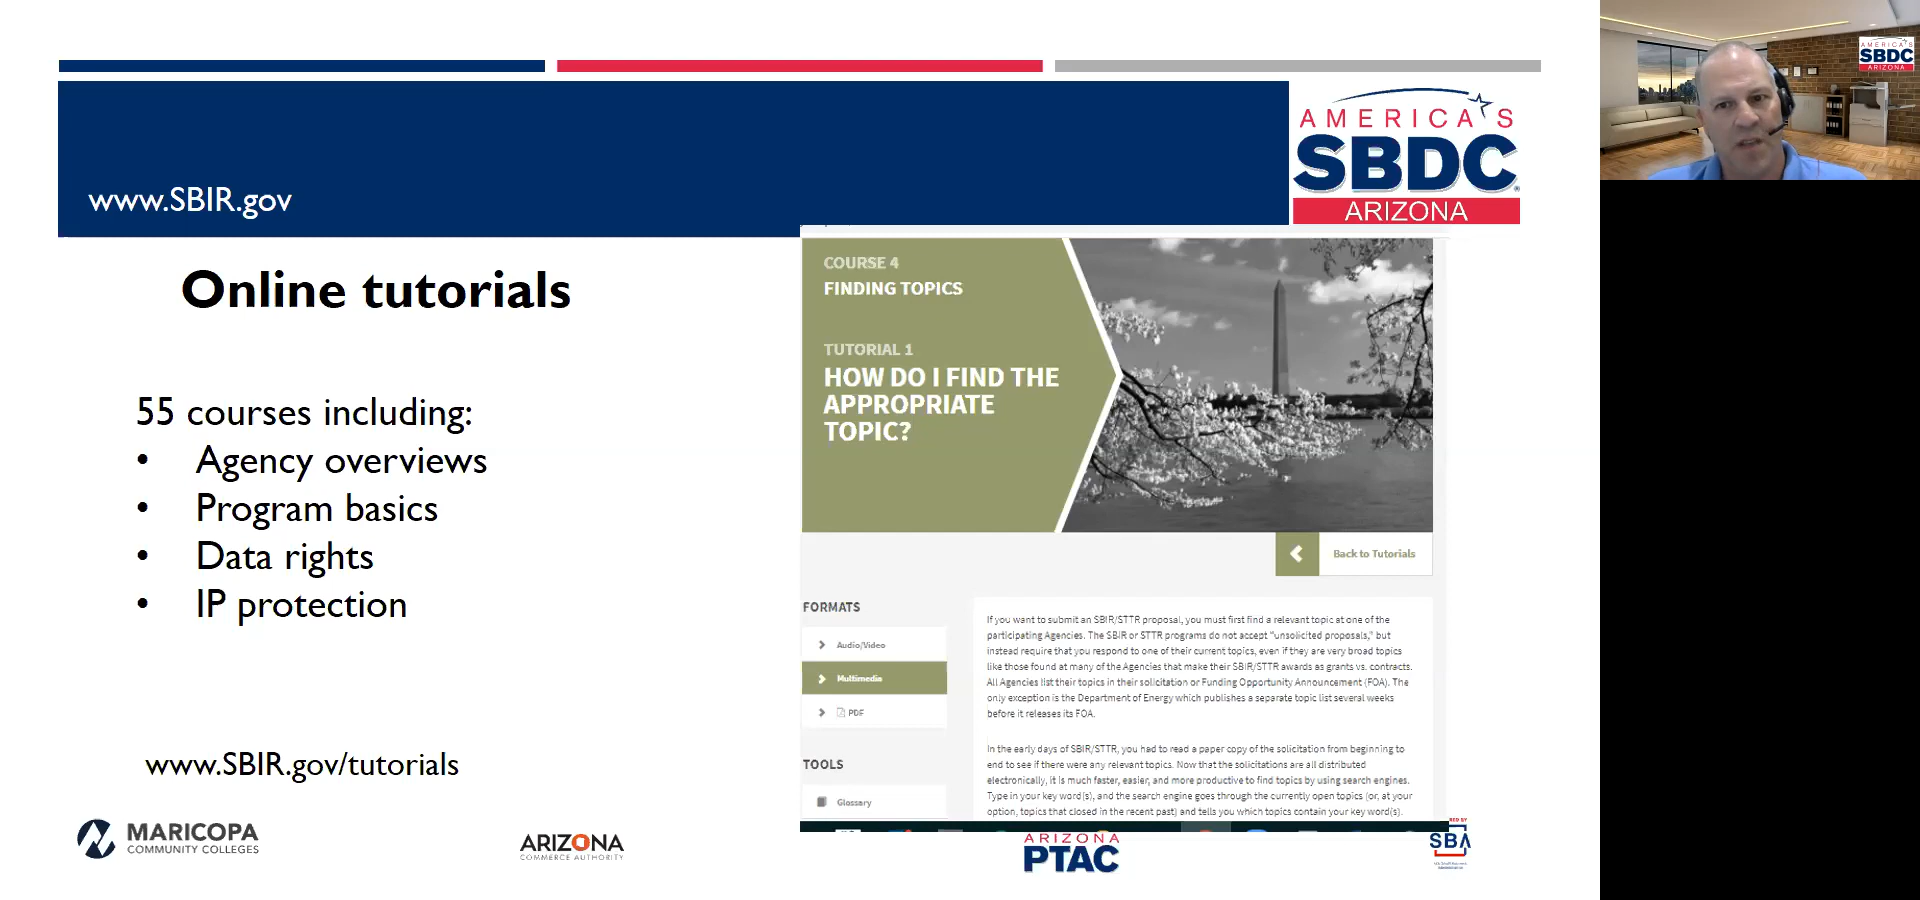 www.SBIR.gov
AMERICA'S
SBDC
ARIZONA
Online tutorials
55 courses including:
• Agency overviews
• Program basics
• Data rights
• IP protection
www.SBIR.gov/tutorials
COURSE 4
FINDING TOPICS
TUTORIAL 1
HOW DO I FIND THE
APPROPRIATE
TOPIC?
Back to Tutorials
FORMATS
Audio/Video
Multimedia
PDF
TOOLS
Glossary
If you want to submit an SBIR/STTR proposal, you must first find a relevant topic at one of the
participating Agencies. The SBIR or STTR programs do not accept "unsolicited proposals," but
instead require that you respond to one of their current topics, even if they are very broad topics
like those found at many of the Agencies that make their SBIR/STTR awards as grants vs. contracts.
All Agencies list their topics in their solicitation or Funding Opportunity Announcement (FOA). The
only exception is the Department of Energy which publishes a separate topic list several weeks
before it releases its FOA.
In the early days of SBIR/STTR, you had to read a paper copy of the solicitation from beginning to
end to see if there were any relevant topics. Now that the solicitations are all distributed
electronically, it is much faster, easier, and more productive to find topics by using search engines.
Type in your key word(s), and the search engine goes through the currently open topics (or, at your
option, topics that closed in the recent past) and tells you which topics contain your key word(s).
MARICOPA
COMMUNITY COLLEGES
ARIZONA
COMMERCE AUTHORITY
ARIZONA
PTAC
SBA
AMERICA'S
SBDC
ARIZONA